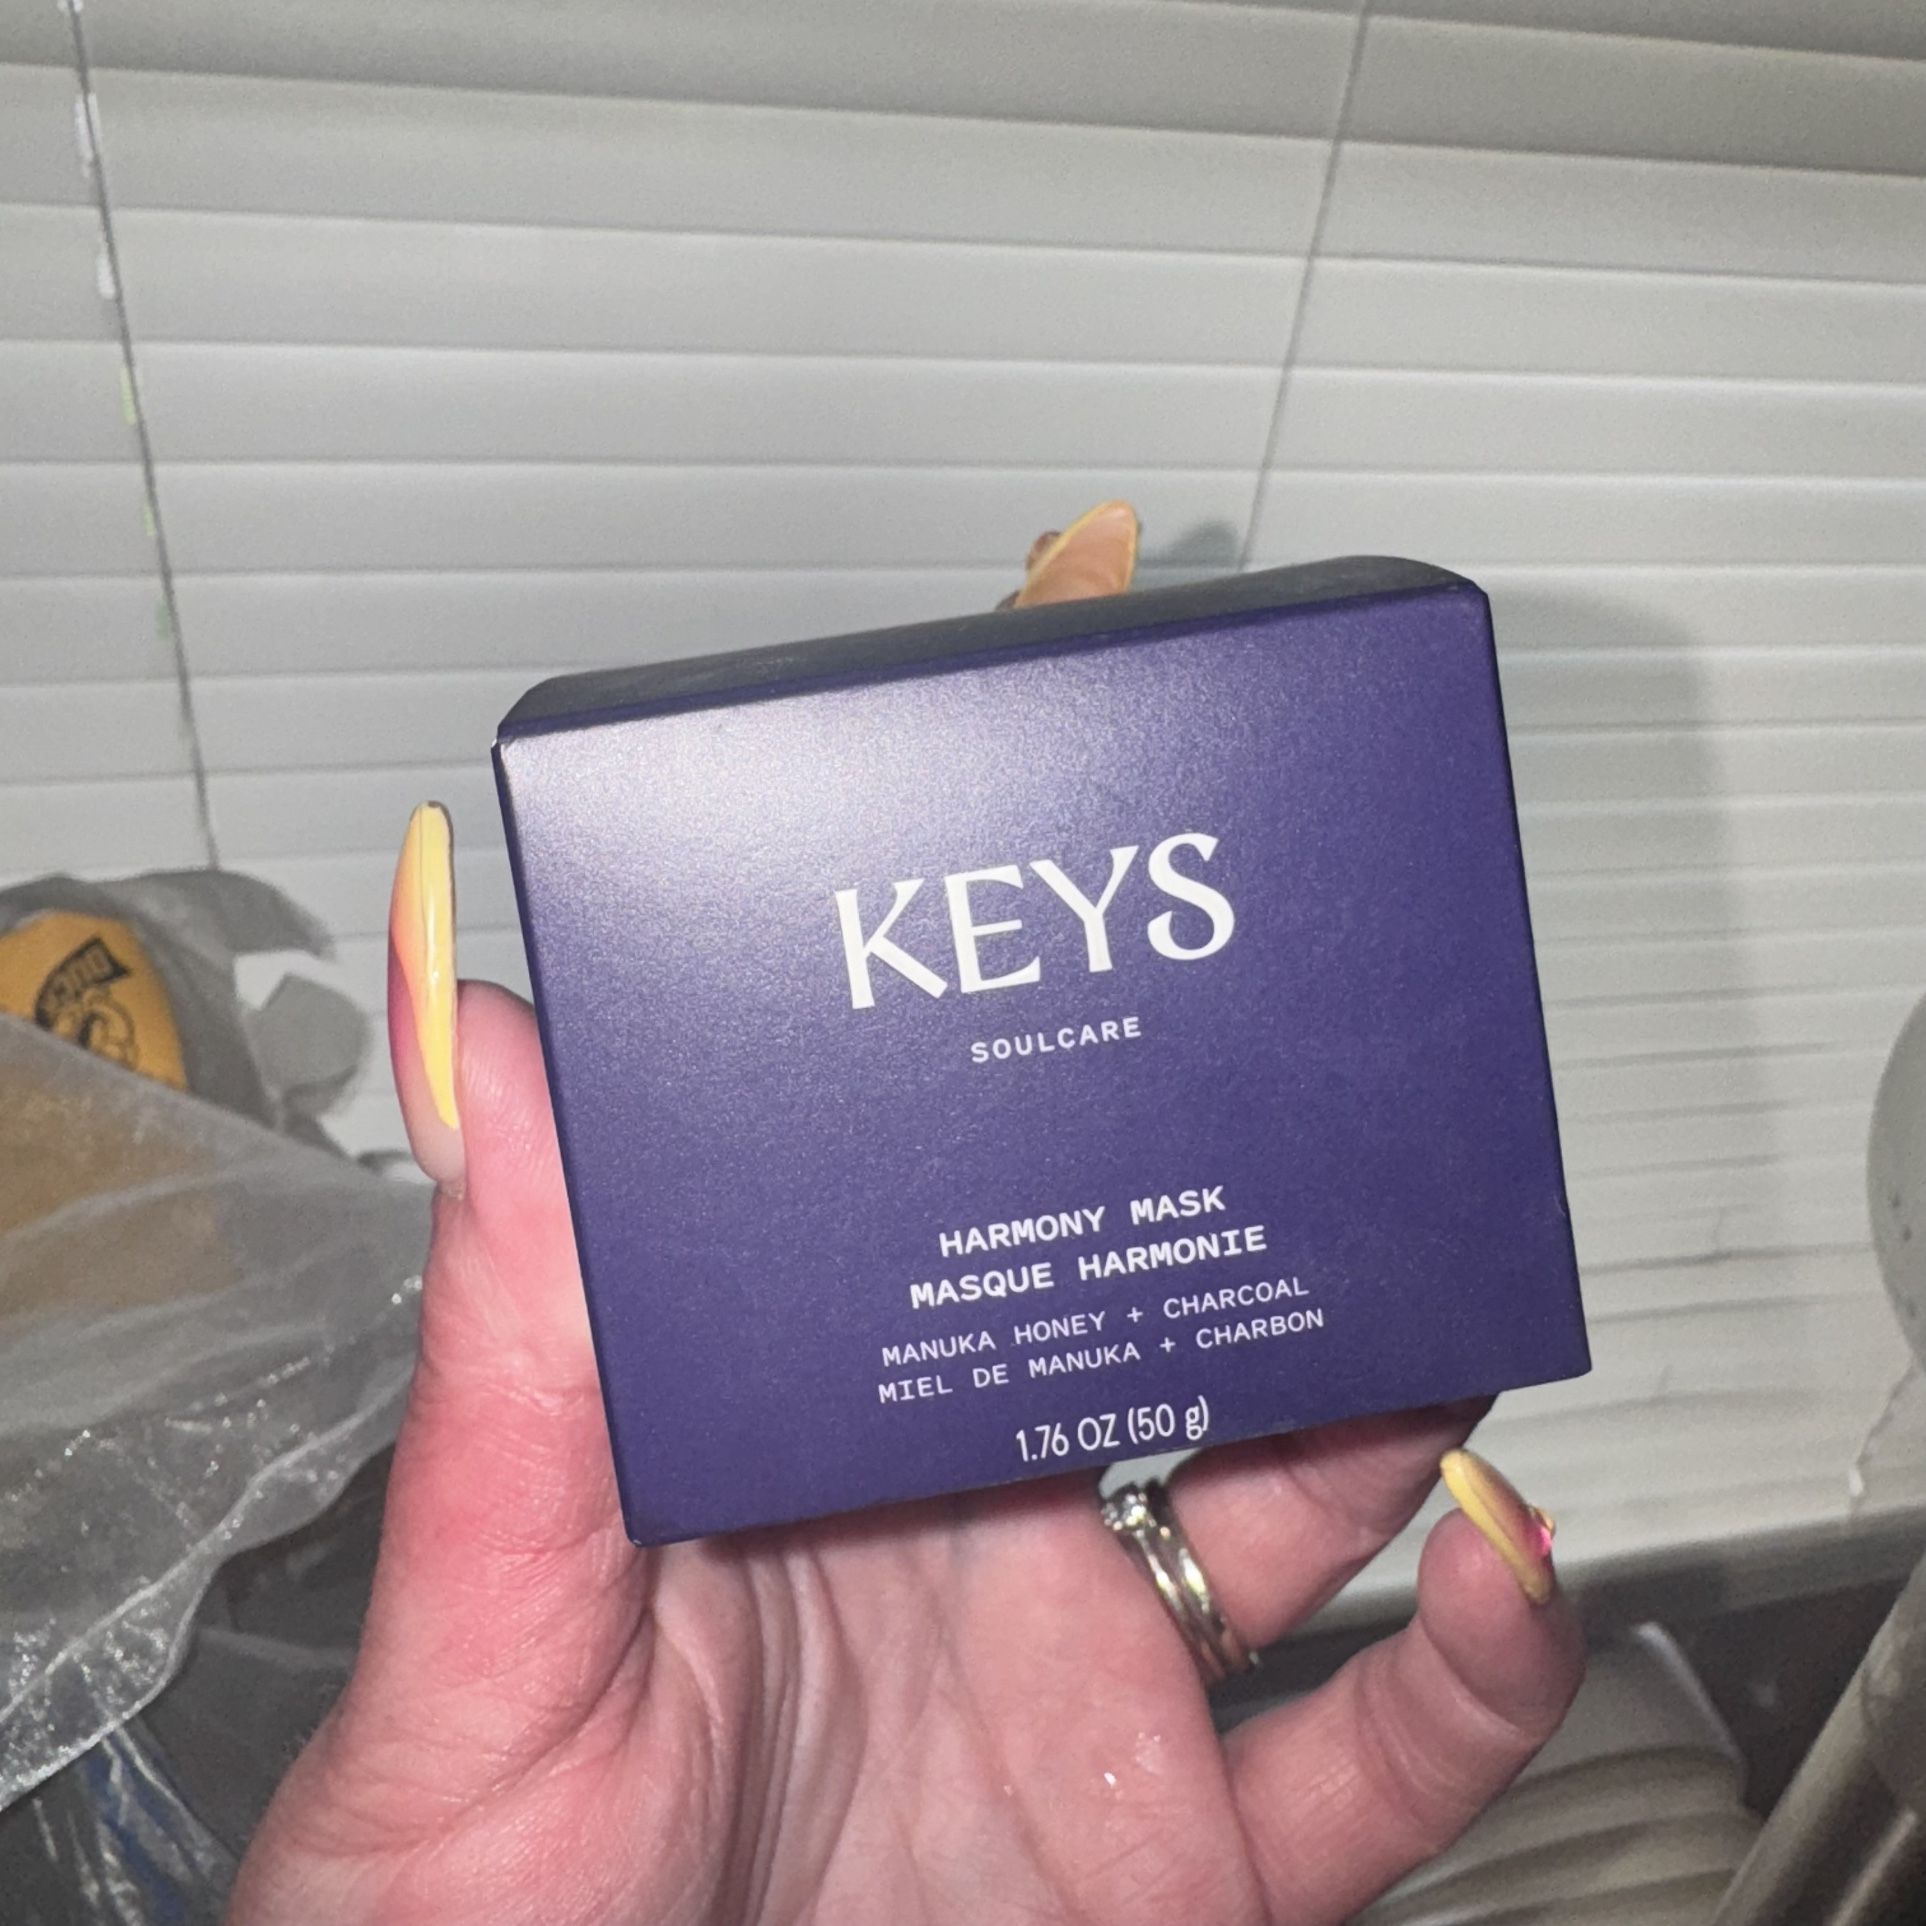 KEYS
SOULCARE
HARMONY MASK
MASQUE HARMONIE
MANUKA HONEY + CHARCOAL
MIEL DE MANUKA + CHARBON
1.76 OZ (50 g)